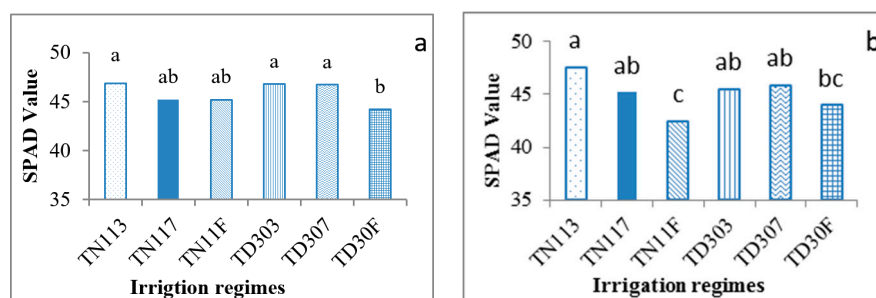 a
50
45
40
35
SPAD Value
a ab ab a a b
TN113 TN117 TN11F TD303 TD307 TD30F
Irrigtion regimes
b
50
45
40
35
SPAD Value
a ab c ab ab bc
TN113 TN117 TN11F TD303 TD307 TD30F
Irrigation regimes